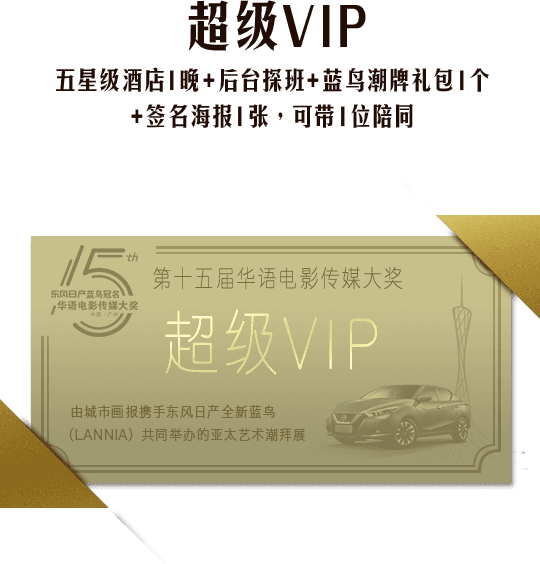 超级VIP
五星级酒店1晚+后台探班+蓝鸟潮牌礼包1个
+签名海报1张，可带1位陪同
15th
东风日产蓝鸟冠名
华语电影传媒大奖
中国·广州
第十五届华语电影传媒大奖
超级VIP
由城市画报携手东风日产全新蓝鸟
（LANNIA）共同举办的亚太艺术潮拜展